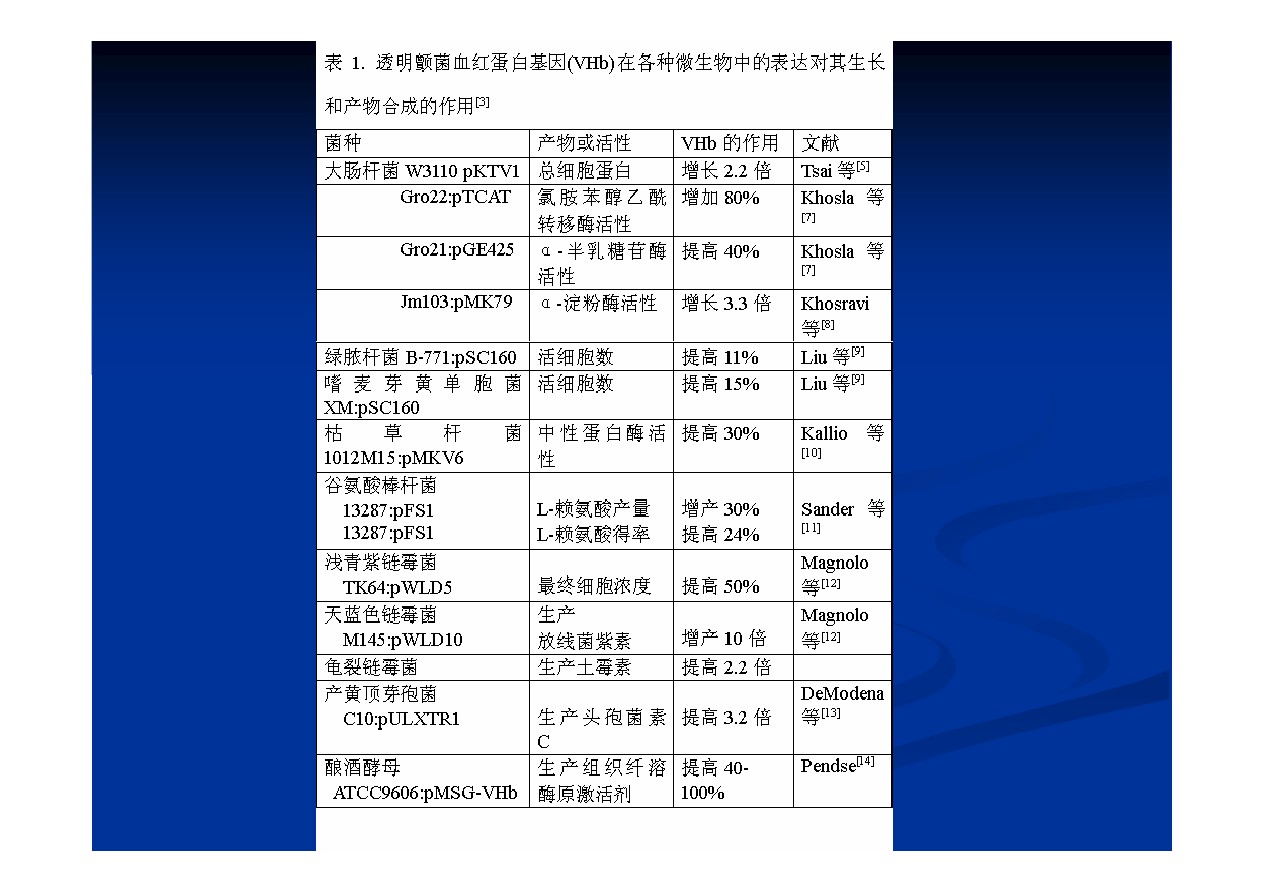 表 1. 透明颤菌血红蛋白基因(VHb)在各种微生物中的表达对其生长
和产物合成的作用[3]
菌种 产物或活性 VHb 的作用 文献
大肠杆菌 W3110 pKTV1 总细胞蛋白 增长 2.2 倍 Tsai 等[5]
Gro22:pTCAT 氯胺苯醇乙酰 增加 80% Khosla 等
转移酶活性 [7]
Gro21:pGE425 α-半乳糖苷酶 提高 40% Khosla 等
活性 [7]
Jm103:pMK79 α-淀粉酶活性 增长 3.3 倍 Khosravi
等[8]
绿脓杆菌 B-771:pSC160 活细胞数 提高 11% Liu 等[9]
嗜麦芽黄单胞菌 活细胞数 提高 15% Liu 等[9]
XM:pSC160
枯草杆菌 中性蛋白酶活 提高 30% Kallio 等
1012M15:pMKV6 性 [10]
谷氨酸棒杆菌
13287:pFS1 L-赖氨酸产量 增产 30% Sander 等
13287:pFS1 L-赖氨酸得率 提高 24% [11]
浅青紫链霉菌 Magnolo
TK64:pWLD5 最终细胞浓度 提高 50% 等[12]
天蓝色链霉菌 生产 Magnolo
M145:pWLD10 放线菌紫素 增产 10 倍 等[12]
龟裂链霉菌 生产土霉素 提高 2.2 倍
产黄顶芽孢菌 DeModena
C10:pULXTR1 生产头孢菌素 提高 3.2 倍 等[13]
C
酿酒酵母 生产组织纤溶 提高 40- Pendse[14]
ATCC9606:pMSG-VHb 酶原激活剂 100%